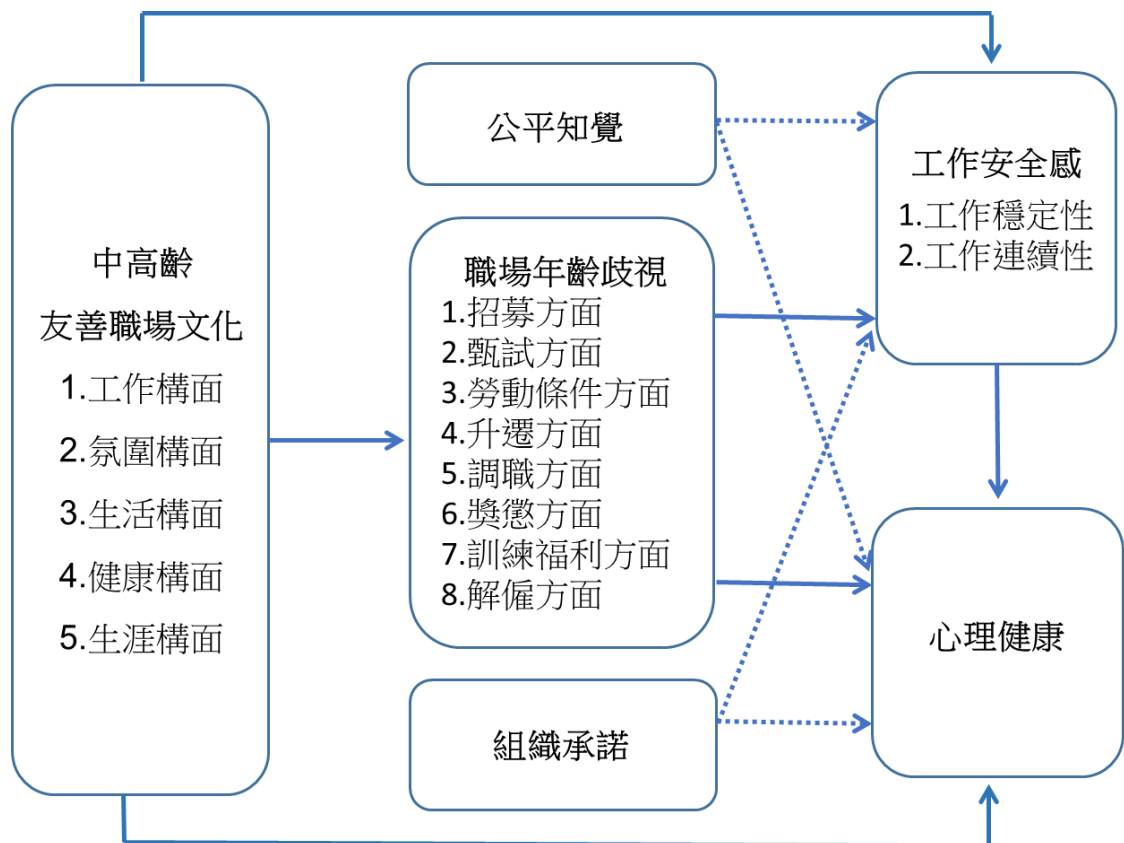 中高齡
友善職場文化
1.工作構面
2.氛圍構面
3.生活構面
4.健康構面
5.生涯構面
公平知覺
職場年齡歧視
1.招募方面
2.甄試方面
3.勞動條件方面
4.升遷方面
5.調職方面
6.獎懲方面
7.訓練福利方面
8.解僱方面
組織承諾
工作安全感
1.工作穩定性
2.工作連續性
心理健康